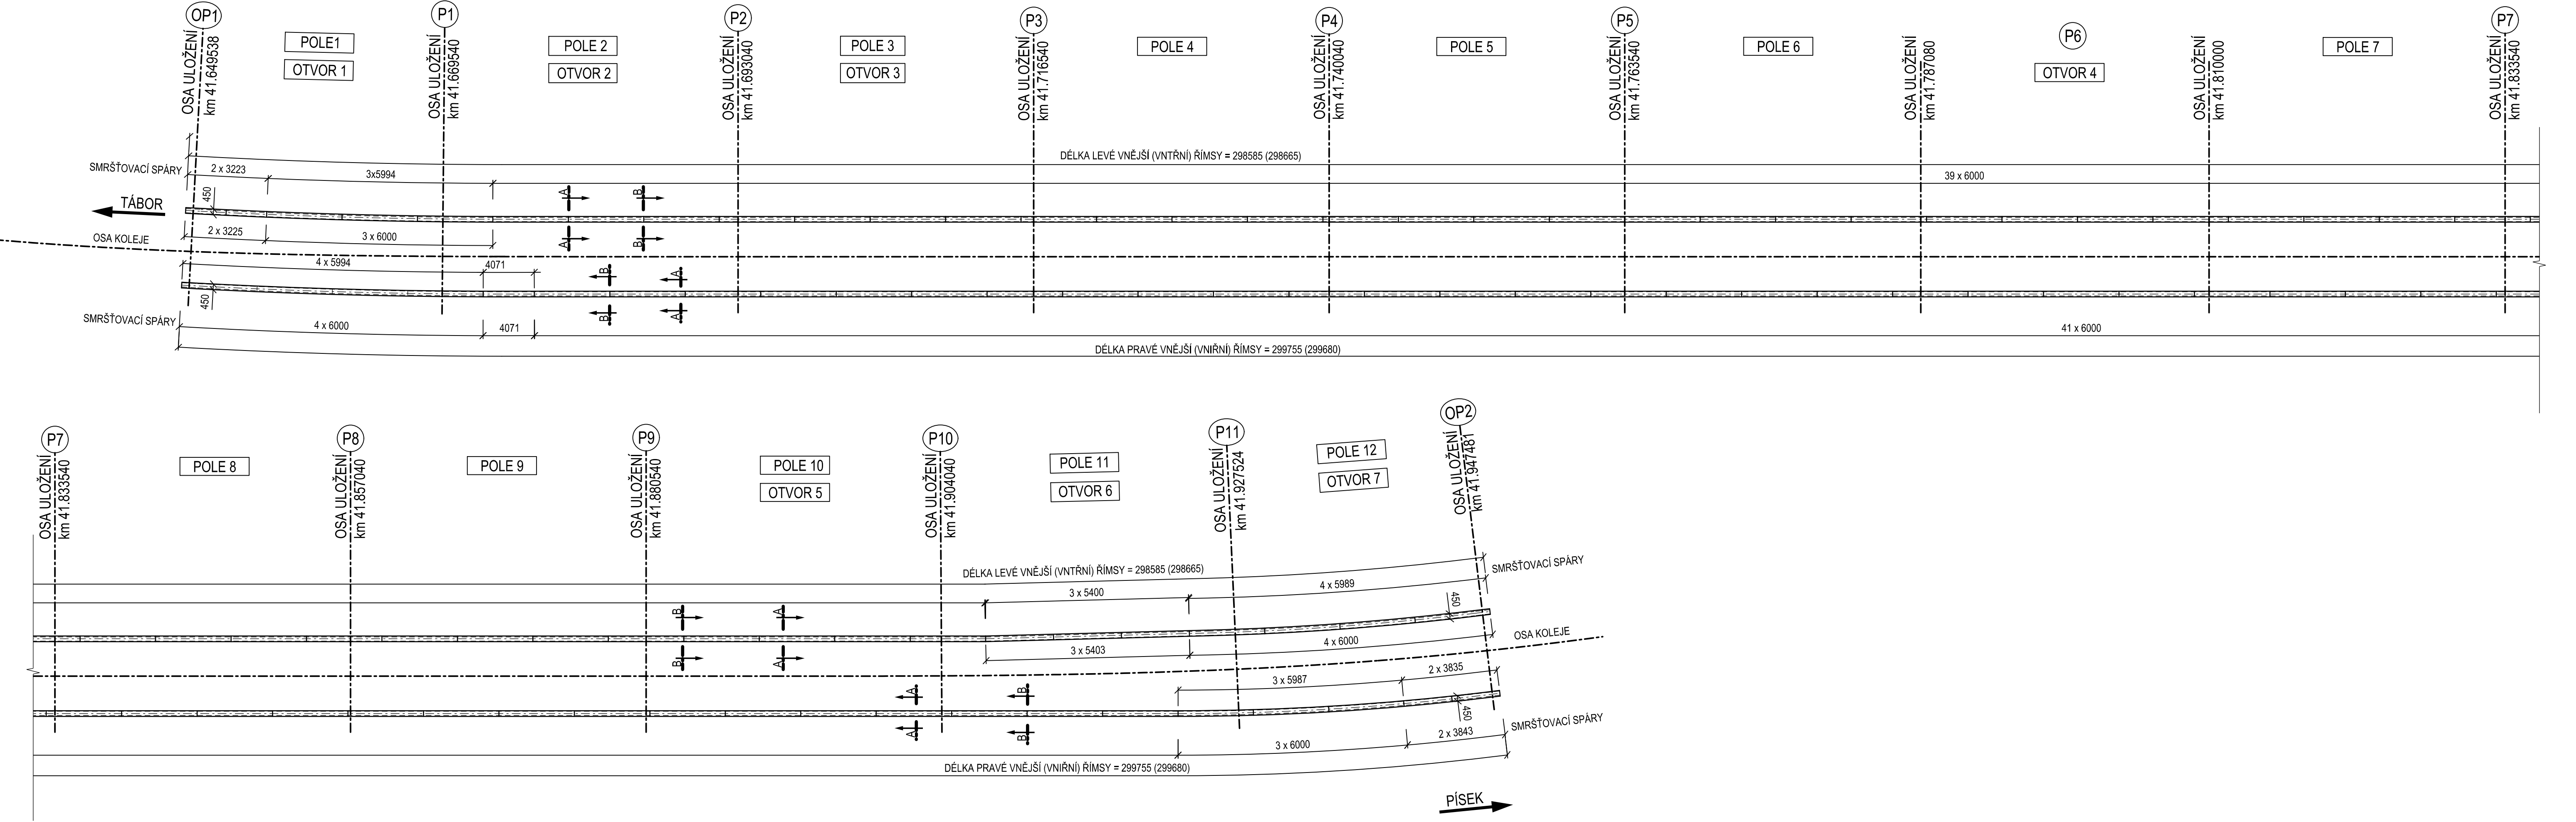 OP1
P1
P2
P3
P4
P5
P6
P7
POLE1
OTVOR 1
POLE 2
OTVOR 2
POLE 3
OTVOR 3
POLE 4
POLE 5
POLE 6
OTVOR 4
POLE 7
OSA ULOŽENÍ
km 41.649538
OSA ULOŽENÍ
km 41.669540
OSA ULOŽENÍ
km 41.693040
OSA ULOŽENÍ
km 41.716540
OSA ULOŽENÍ
km 41.740040
OSA ULOŽENÍ
km 41.763540
OSA ULOŽENÍ
km 41.787080
OSA ULOŽENÍ
km 41.810000
OSA ULOŽENÍ
km 41.833540
DÉLKA LEVÉ VNĚJŠÍ (VNTŘNÍ) ŘÍMSY = 298585 (298665)
SMRŠŤOVACÍ SPÁRY
2 x 3223
3x5994
39 x 6000
450
A
B
TÁBOR
2 x 3225
3 x 6000
A
B
OSA KOLEJE
4 x 5994
4071
B
A
450
B
A
SMRŠŤOVACÍ SPÁRY
4 x 6000
4071
41 x 6000
DÉLKA PRAVÉ VNĚJŠÍ (VNIŘNÍ) ŘÍMSY = 299755 (299680)
P7
P8
P9
P10
P11
OP2
POLE 8
POLE 9
POLE 10
OTVOR 5
POLE 11
OTVOR 6
POLE 12
OTVOR 7
OSA ULOŽENÍ
km 41.833540
OSA ULOŽENÍ
km 41.857040
OSA ULOŽENÍ
km 41.880540
OSA ULOŽENÍ
km 41.904040
OSA ULOŽENÍ
km 41.927524
OSA ULOŽENÍ
km 41.947481
DÉLKA LEVÉ VNĚJŠÍ (VNTŘNÍ) ŘÍMSY = 298585 (298665)
SMRŠŤOVACÍ SPÁRY
3 x 5400
4 x 5989
450
B
A
B
A
3 x 5403
4 x 6000
OSA KOLEJE
3 x 5987
2 x 3835
A
B
450
A
B
SMRŠŤOVACÍ SPÁRY
3 x 6000
2 x 3843
DÉLKA PRAVÉ VNĚJŠÍ (VNIŘNÍ) ŘÍMSY = 299755 (299680)
PÍSEK